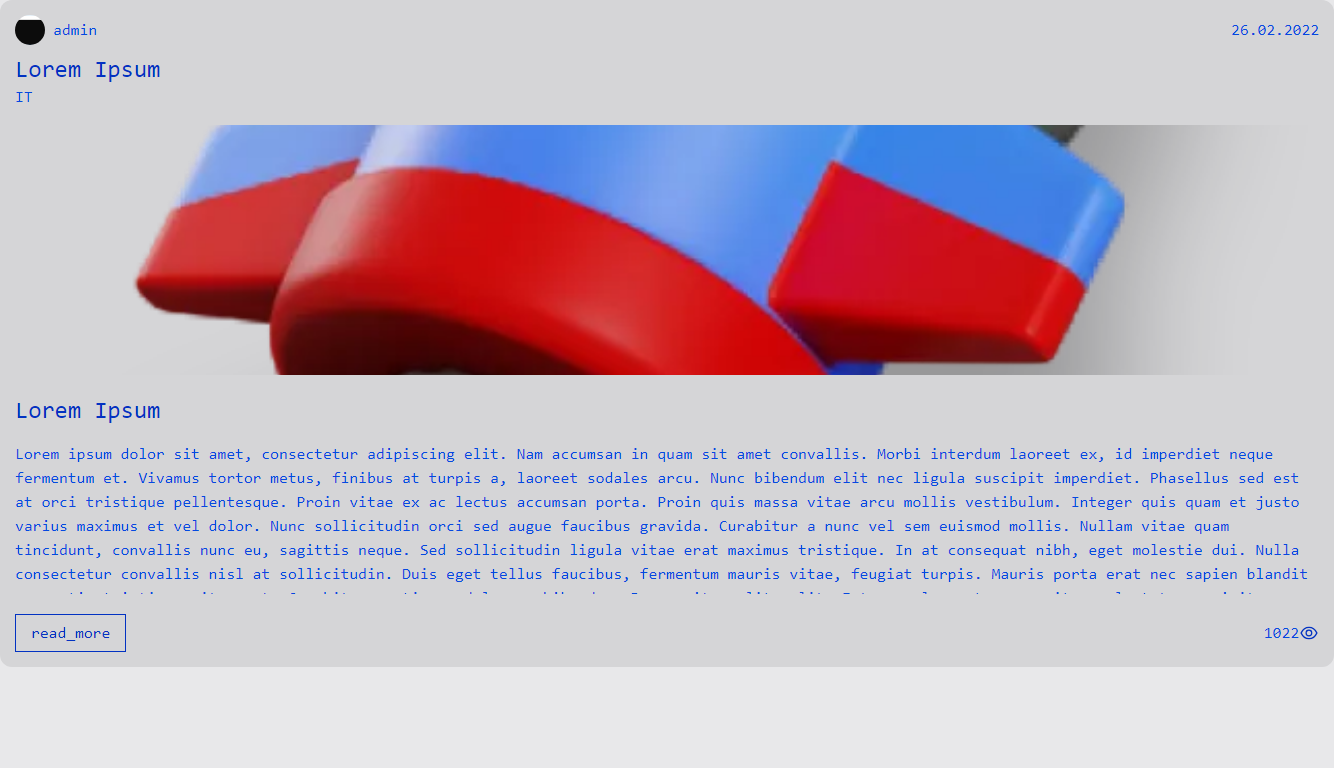 admin
26.02.2022
Lorem Ipsum
IT
Lorem Ipsum
Lorem ipsum dolor sit amet, consectetur adipiscing elit. Nam accumsan in quam sit amet convallis. Morbi interdum laoreet ex, id imperdiet neque
fermentum et. Vivamus tortor metus, finibus at turpis a, laoreet sodales arcu. Nunc bibendum elit nec ligula suscipit imperdiet. Phasellus sed est
at orci tristique pellentesque. Proin vitae ex ac lectus accumsan porta. Proin quis massa vitae arcu mollis vestibulum. Integer quis quam et justo
varius maximus et vel dolor. Nunc sollicitudin orci sed augue faucibus gravida. Curabitur a nunc vel sem euismod mollis. Nullam vitae quam
tincidunt, convallis nunc eu, sagittis neque. Sed sollicitudin ligula vitae erat maximus tristique. In at consequat nibh, eget molestie dui. Nulla
consectetur convallis nisl at sollicitudin. Duis eget tellus faucibus, fermentum mauris vitae, feugiat turpis. Mauris porta erat nec sapien blandit
read_more
1022